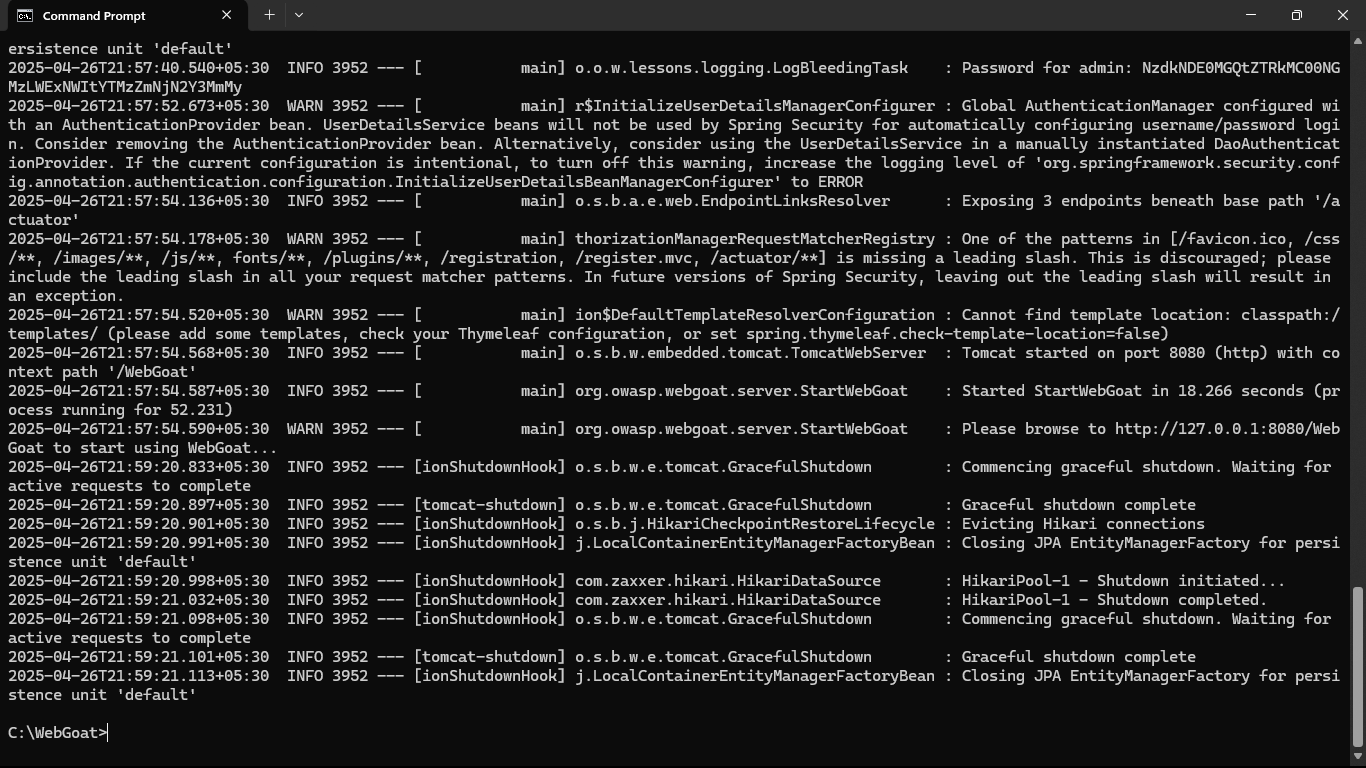 Command Prompt
ersistence unit 'default'
2025-04-26T21:57:40.540+05:30  INFO 3952 --- [           main] o.o.w.lessons.logging.LogBleedingTask    : Password for admin: NzdkNDE0MGQtZTRkMC00NG
MzLWExNWItYTMzZmNjN2Y3MmMy
2025-04-26T21:57:52.673+05:30  WARN 3952 --- [           main] r$InitializeUserDetailsManagerConfigurer : Global AuthenticationManager configured wi
th an AuthenticationProvider bean. UserDetailsService beans will not be used by Spring Security for automatically configuring username/password logi
n. Consider removing the AuthenticationProvider bean. Alternatively, consider using the UserDetailsService in a manually instantiated DaoAuthenticat
ionProvider. If the current configuration is intentional, to turn off this warning, increase the logging level of 'org.springframework.security.conf
ig.annotation.authentication.configuration.InitializeUserDetailsBeanManagerConfigurer' to ERROR
2025-04-26T21:57:54.136+05:30  INFO 3952 --- [           main] o.s.b.a.e.web.EndpointLinksResolver      : Exposing 3 endpoints beneath base path '/a
ctuator'
2025-04-26T21:57:54.178+05:30  WARN 3952 --- [           main] thorizationManagerRequestMatcherRegistry : One of the patterns in [/favicon.ico, /css
/**, /images/**, /js/**, fonts/**, /plugins/**, /registration, /register.mvc, /actuator/**] is missing a leading slash. This is discouraged; please
include the leading slash in all your request matcher patterns. In future versions of Spring Security, leaving out the leading slash will result in
an exception.
2025-04-26T21:57:54.520+05:30  WARN 3952 --- [           main] ion$DefaultTemplateResolverConfiguration : Cannot find template location: classpath:/
templates/ (please add some templates, check your Thymeleaf configuration, or set spring.thymeleaf.check-template-location=false)
2025-04-26T21:57:54.568+05:30  INFO 3952 --- [           main] o.s.b.w.embedded.tomcat.TomcatWebServer  : Tomcat started on port 8080 (http) with co
ntext path '/WebGoat'
2025-04-26T21:57:54.587+05:30  INFO 3952 --- [           main] org.owasp.webgoat.server.StartWebGoat    : Started StartWebGoat in 18.266 seconds (pr
ocess running for 52.231)
2025-04-26T21:57:54.590+05:30  WARN 3952 --- [           main] org.owasp.webgoat.server.StartWebGoat    : Please browse to http://127.0.0.1:8080/Web
Goat to start using WebGoat...
2025-04-26T21:59:20.833+05:30  INFO 3952 --- [ionShutdownHook] o.s.b.w.e.tomcat.GracefulShutdown        : Commencing graceful shutdown. Waiting for
active requests to complete
2025-04-26T21:59:20.897+05:30  INFO 3952 --- [tomcat-shutdown] o.s.b.w.e.tomcat.GracefulShutdown        : Graceful shutdown complete
2025-04-26T21:59:20.901+05:30  INFO 3952 --- [ionShutdownHook] o.s.b.j.HikariCheckpointRestoreLifecycle : Evicting Hikari connections
2025-04-26T21:59:20.991+05:30  INFO 3952 --- [ionShutdownHook] j.LocalContainerEntityManagerFactoryBean : Closing JPA EntityManagerFactory for persi
stence unit 'default'
2025-04-26T21:59:20.998+05:30  INFO 3952 --- [ionShutdownHook] com.zaxxer.hikari.HikariDataSource       : HikariPool-1 - Shutdown initiated...
2025-04-26T21:59:21.032+05:30  INFO 3952 --- [ionShutdownHook] com.zaxxer.hikari.HikariDataSource       : HikariPool-1 - Shutdown completed.
2025-04-26T21:59:21.098+05:30  INFO 3952 --- [ionShutdownHook] o.s.b.w.e.tomcat.GracefulShutdown        : Commencing graceful shutdown. Waiting for
active requests to complete
2025-04-26T21:59:21.101+05:30  INFO 3952 --- [tomcat-shutdown] o.s.b.w.e.tomcat.GracefulShutdown        : Graceful shutdown complete
2025-04-26T21:59:21.113+05:30  INFO 3952 --- [ionShutdownHook] j.LocalContainerEntityManagerFactoryBean : Closing JPA EntityManagerFactory for persi
stence unit 'default'
C:\WebGoat>